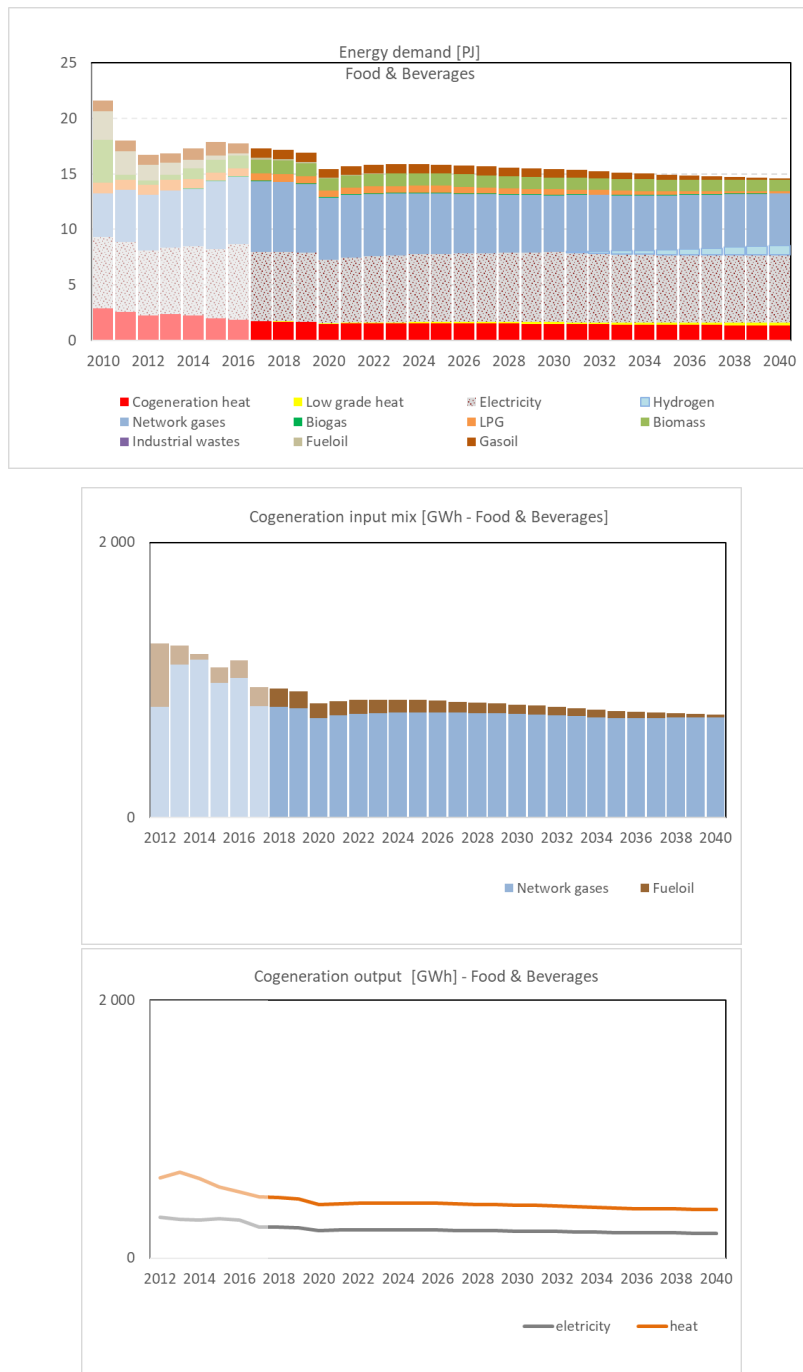 Energy demand [PJ]
Food & Beverages
25
20
15
10
5
0
2010 2012 2014 2016 2018 2020 2022 2024 2026 2028 2030 2032 2034 2036 2038 2040
Cogeneration heat Low grade heat Electricity Hydrogen
Network gases Biogas LPG Biomass
Industrial wastes Fueloil Gasoil
Cogeneration input mix [GWh - Food & Beverages]
2 000
0
2012 2014 2016 2018 2020 2022 2024 2026 2028 2030 2032 2034 2036 2038 2040
Network gases Fueloil
Cogeneration output [GWh] - Food & Beverages
2 000
0
2012 2014 2016 2018 2020 2022 2024 2026 2028 2030 2032 2034 2036 2038 2040
eletricity heat